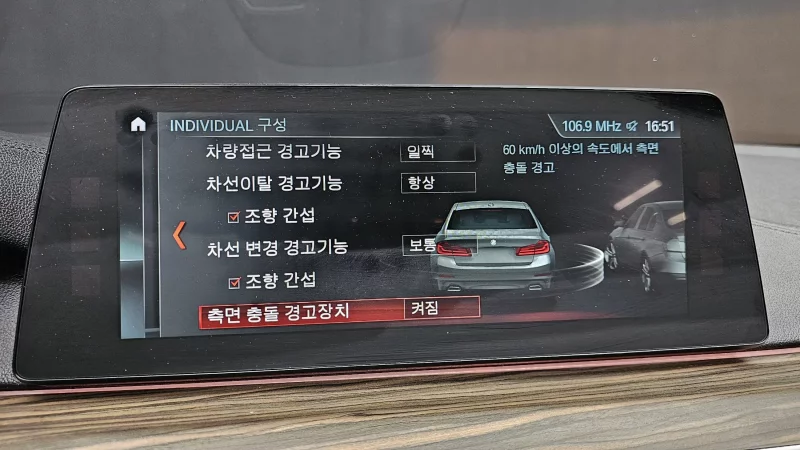 INDIVIDUAL 구성
106.9 MHz 16:51
차량접근 경고기능 일찍
60 km/h 이상의 속도에서 측면
충돌 경고
차선이탈 경고기능 항상
조향 간섭
차선 변경 경고기능 보통
조향 간섭
측면 충돌 경고장치 켜짐